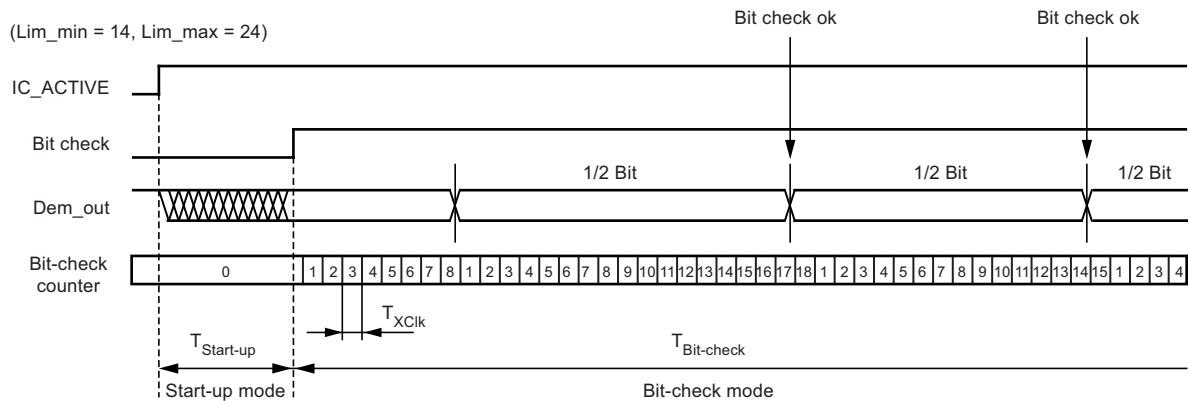 Bit check ok Bit check ok
(Lim_min = 14, Lim_max = 24)
IC_ACTIVE
Bit check
1/2 Bit 1/2 Bit 1/2 Bit
Dem_out
Bit-check counter
0 1 2 3 4 5 6 7 8 1 2 3 4 5 6 7 8 9 10 11 12 13 14 15 16 17 18 1 2 3 4 5 6 7 8 9 10 11 12 13 14 15 1 2 3 4
T_XClk
T_Start-up T_Bit-check
Start-up mode Bit-check mode